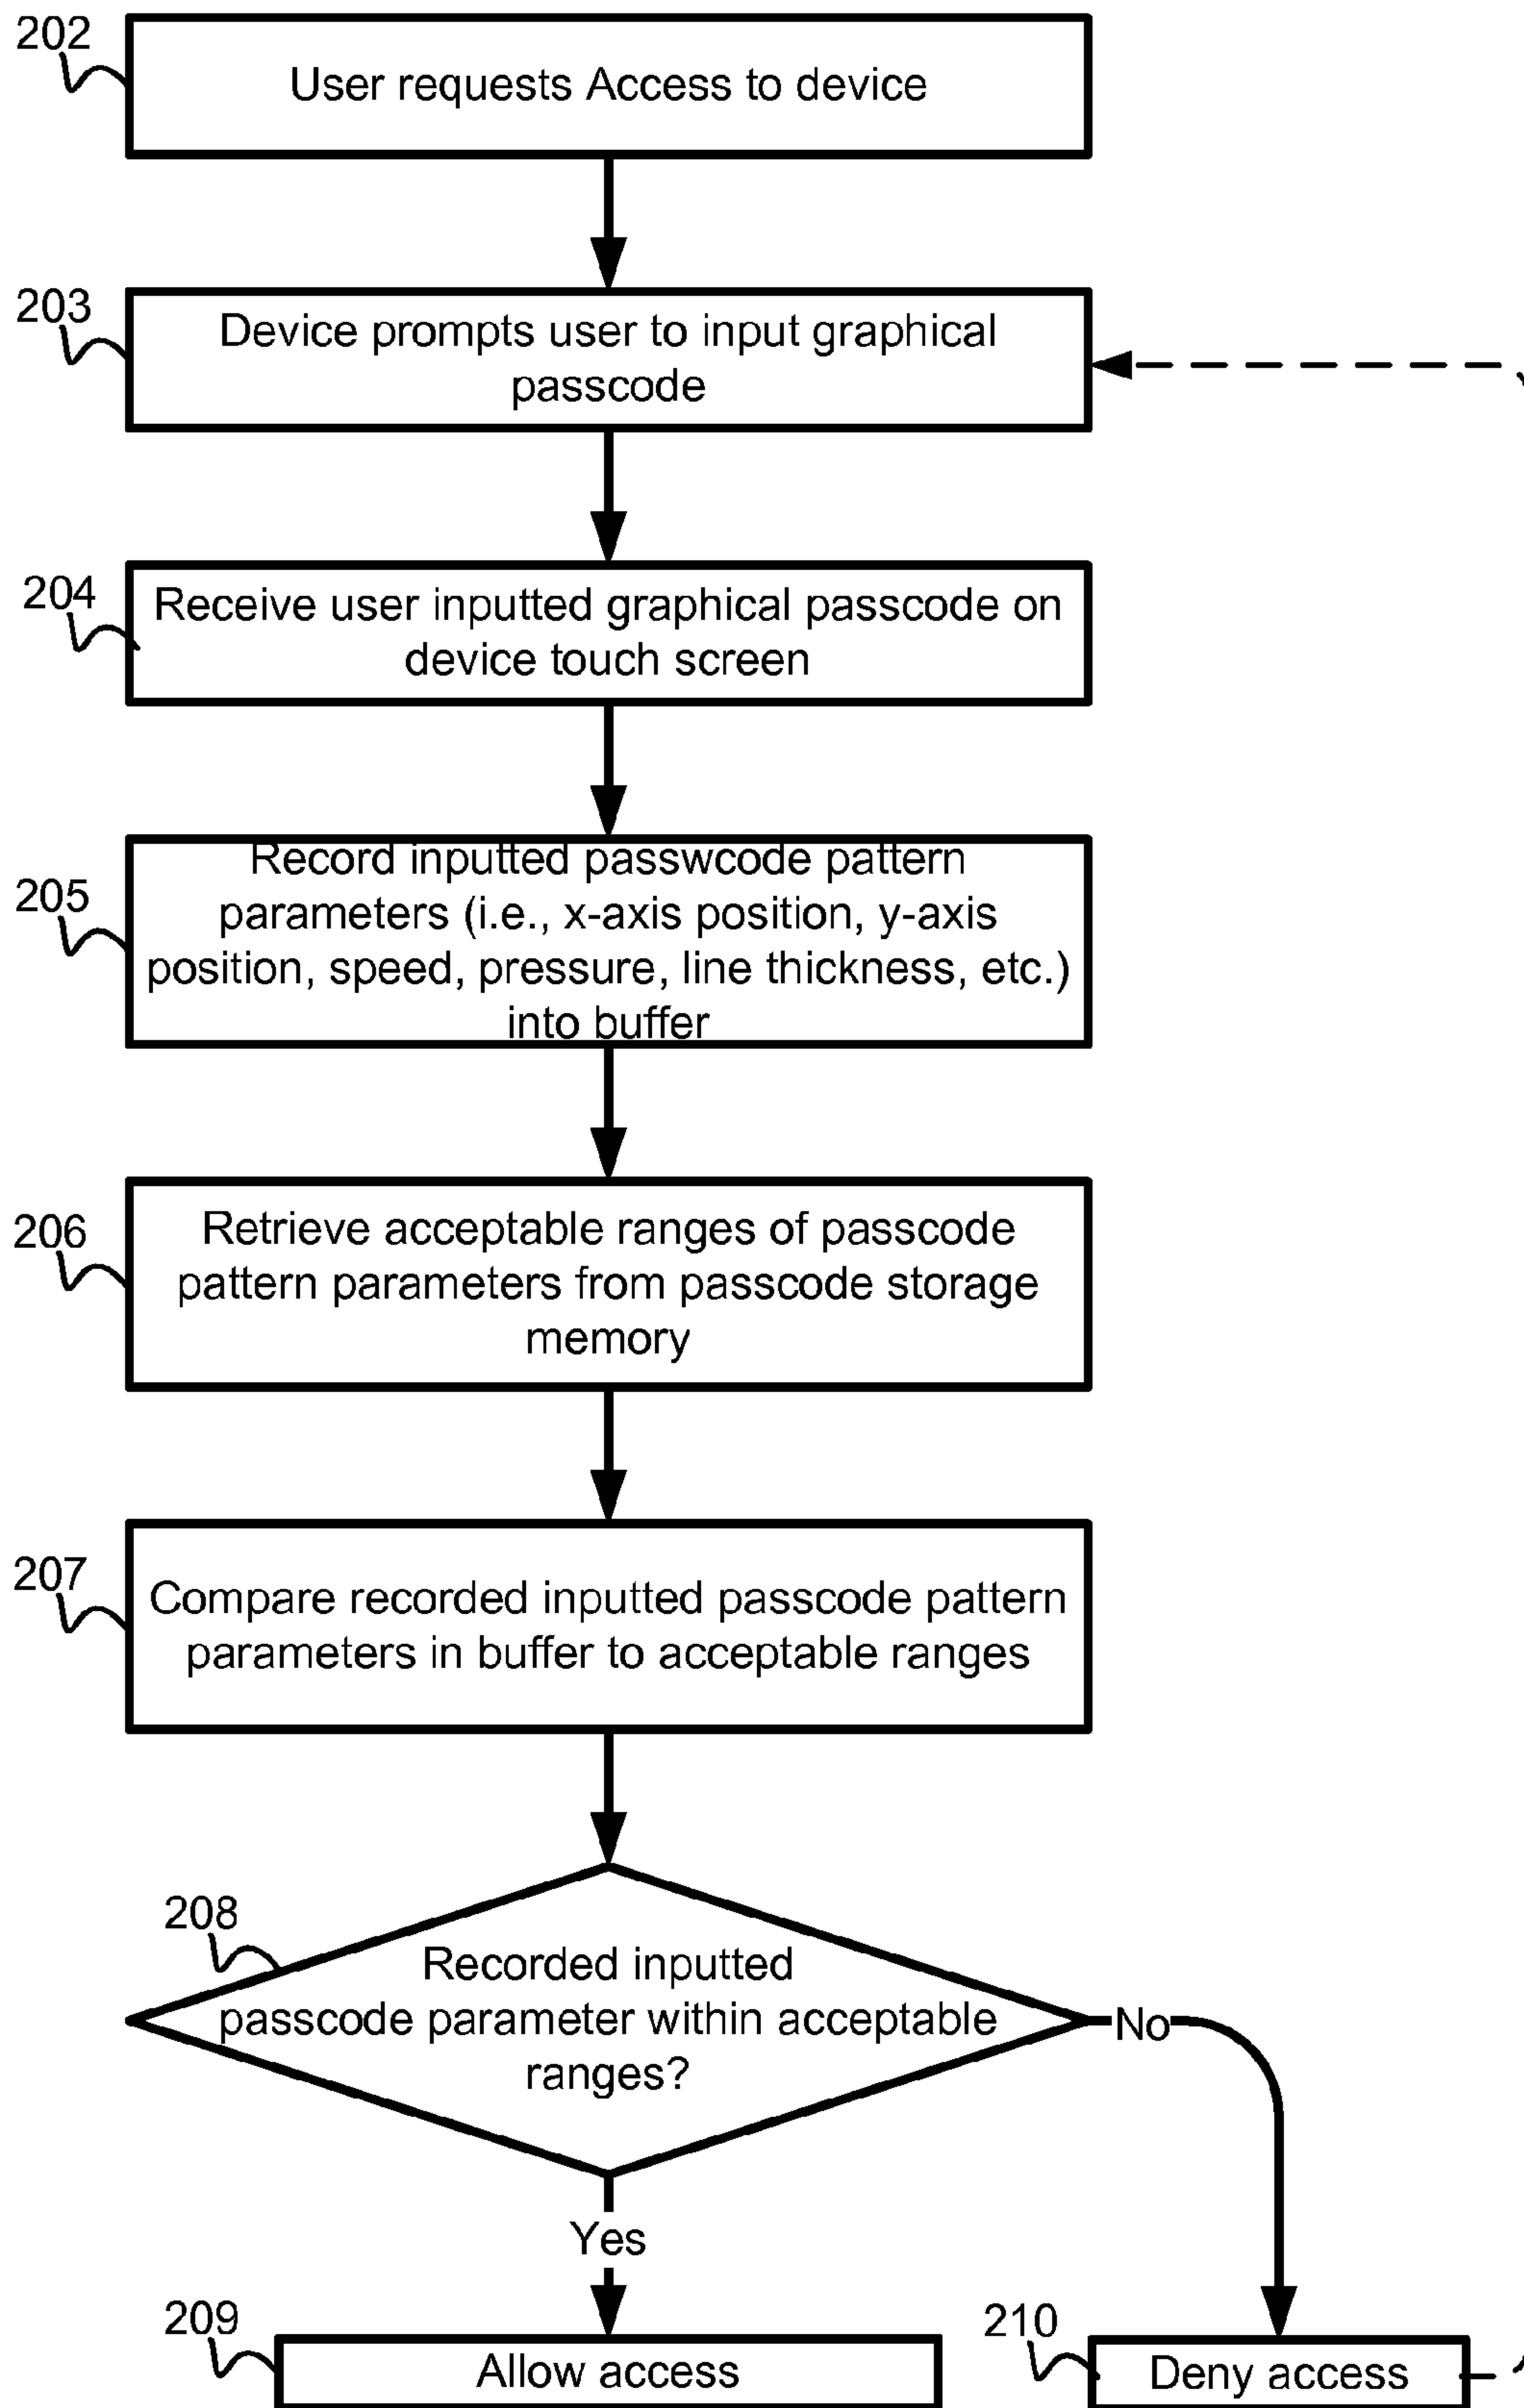 202
User requests Access to device
203
Device prompts user to input graphical
passcode
204
Receive user inputted graphical passcode on
device touch screen
205
Record inputted passwcode pattern
parameters (i.e., x-axis position, y-axis
position, speed, pressure, line thickness, etc.)
into buffer
206
Retrieve acceptable ranges of passcode
pattern parameters from passcode storage
memory
207
Compare recorded inputted passcode pattern
parameters in buffer to acceptable ranges
208
Recorded inputted
passcode parameter within acceptable
ranges?
No
Yes
209
Allow access
210
Deny access